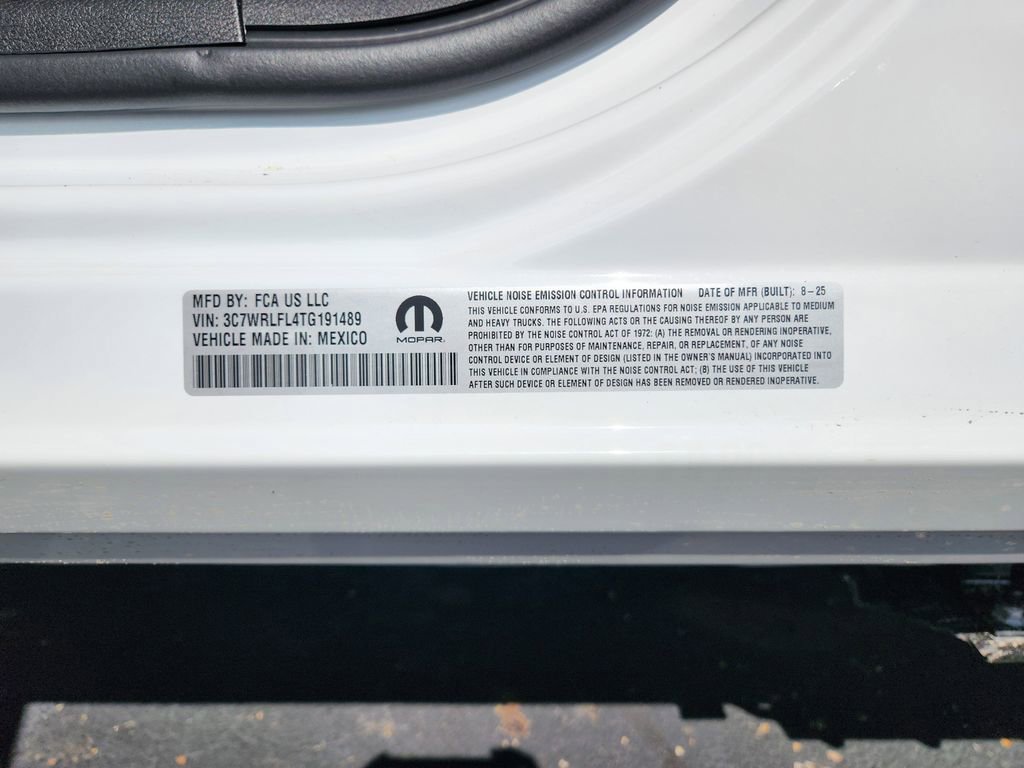 MFD BY: FCA US LLC
VIN: 3C7WRLFL4TG191489
VEHICLE MADE IN: MEXICO
MOPAR
VEHICLE NOISE EMISSION CONTROL INFORMATION DATE OF MFR (BUILT): 8-25
THIS VEHICLE CONFORMS TO U.S. EPA REGULATIONS FOR NOISE EMISSION APPLICABLE TO MEDIUM
AND HEAVY TRUCKS. THE FOLLOWING ACTS OR THE CAUSING THEREOF BY ANY PERSON ARE
PROHIBITED BY THE NOISE CONTROL ACT OF 1972: (A) THE REMOVAL OR RENDERING INOPERATIVE,
OTHER THAN FOR PURPOSES OF MAINTENANCE, REPAIR, OR REPLACEMENT, OF ANY NOISE
CONTROL DEVICE OR ELEMENT OF DESIGN (LISTED IN THE OWNER'S MANUAL) INCORPORATED INTO
THIS VEHICLE IN COMPLIANCE WITH THE NOISE CONTROL ACT; (B) THE USE OF THIS VEHICLE
AFTER SUCH DEVICE OR ELEMENT OF DESIGN HAS BEEN REMOVED OR RENDERED INOPERATIVE.